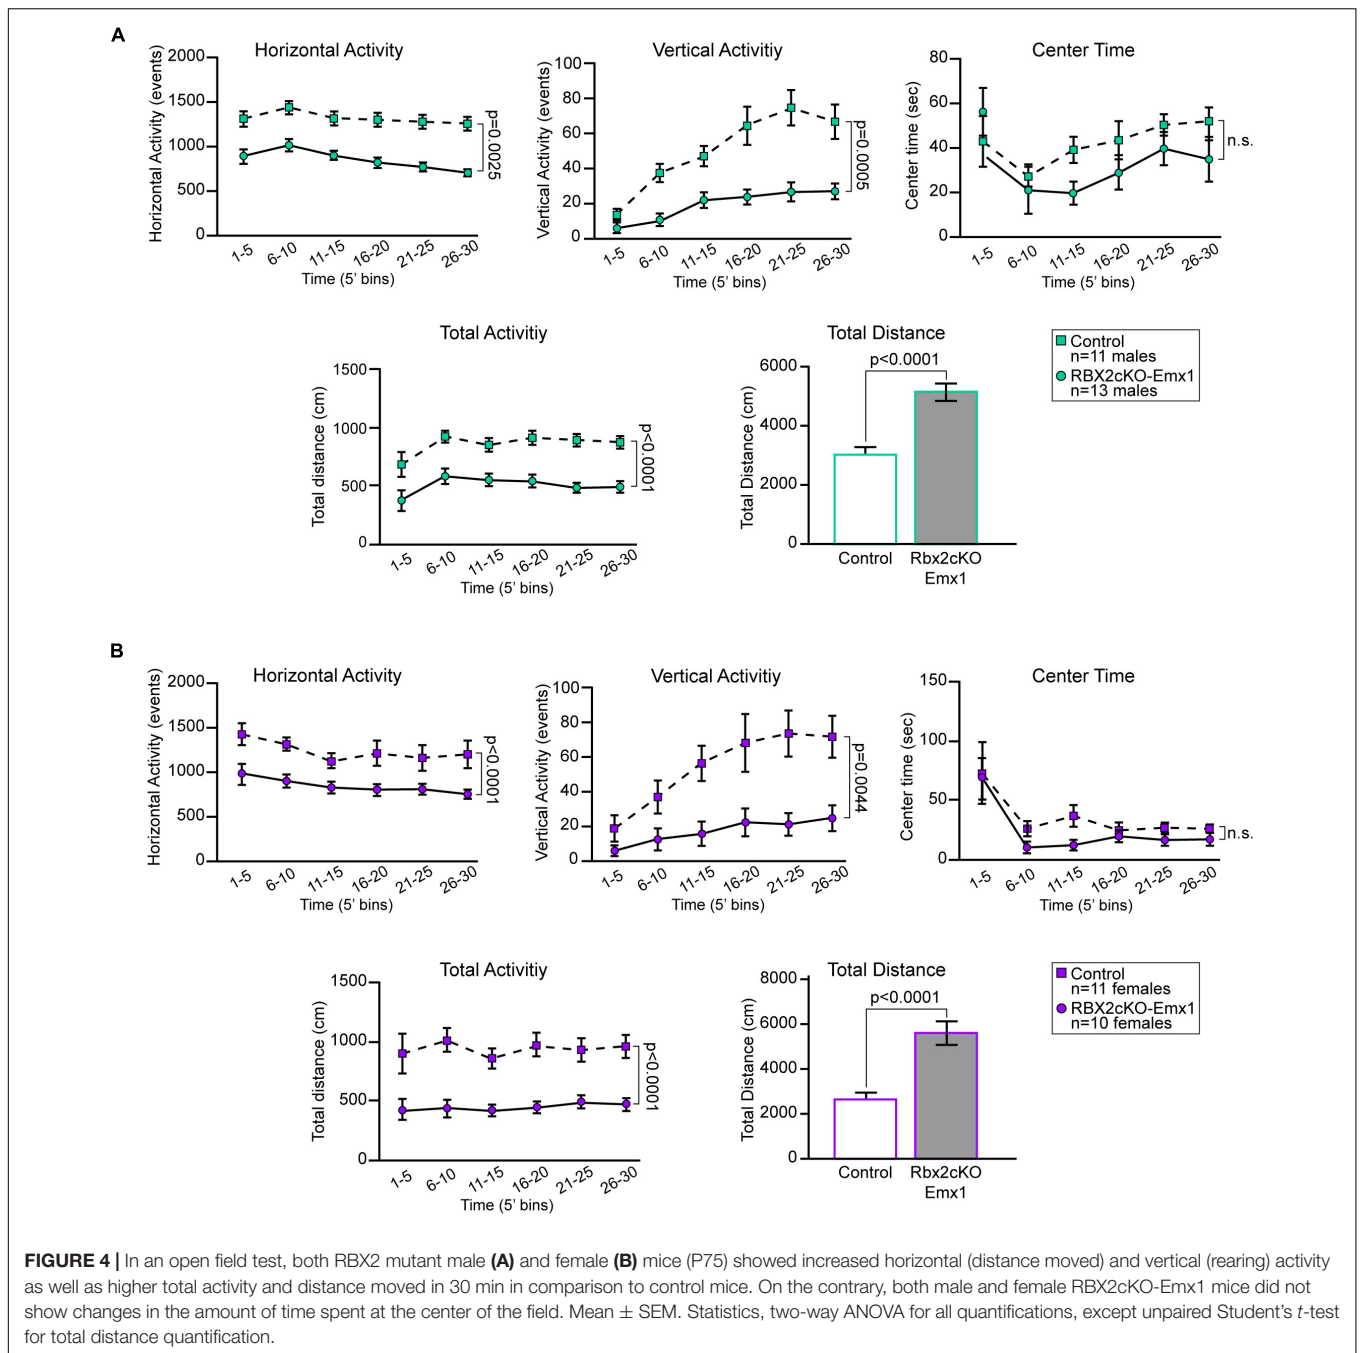 A
Horizontal Activity
Horizontal Activity (events)
2000
1500
1000
500
0
p=0.0025
1-5
6-10
11-15
16-20
21-25
26-30
Time (5' bins)
Vertical Activitiy
Vertical Activity (events)
100
80
60
40
20
0
p=0.0005
1-5
6-10
11-15
16-20
21-25
26-30
Time (5' bins)
Center Time
Center time (sec)
80
60
40
20
0
n.s.
1-5
6-10
11-15
16-20
21-25
26-30
Time (5' bins)
Total Activitiy
Total distance (cm)
1500
1000
500
0
p<0.0001
1-5
6-10
11-15
16-20
21-25
26-30
Time (5' bins)
Total Distance
Total Distance (cm)
6000
4000
2000
0
p<0.0001
Control
Rbx2cKO
Emx1
Control
n=11 males
RBX2cKO-Emx1
n=13 males
B
Horizontal Activity
Horizontal Activity (events)
2000
1500
1000
500
0
p<0.0001
1-5
6-10
11-15
16-20
21-25
26-30
Time (5' bins)
Vertical Activitiy
Vertical Activity (events)
100
80
60
40
20
0
p=0.0044
1-5
6-10
11-15
16-20
21-25
26-30
Time (5' bins)
Center Time
Center time (sec)
150
100
50
0
n.s.
1-5
6-10
11-15
16-20
21-25
26-30
Time (5' bins)
Total Activitiy
Total distance (cm)
1500
1000
500
0
p<0.0001
1-5
6-10
11-15
16-20
21-25
26-30
Time (5' bins)
Total Distance
Total Distance (cm)
8000
6000
4000
2000
0
p<0.0001
Control
Rbx2cKO
Emx1
Control
n=11 females
RBX2cKO-Emx1
n=10 females
FIGURE 4 | In an open field test, both RBX2 mutant male (A) and female (B) mice (P75) showed increased horizontal (distance moved) and vertical (rearing) activity
as well as higher total activity and distance moved in 30 min in comparison to control mice. On the contrary, both male and female RBX2cKO-Emx1 mice did not
show changes in the amount of time spent at the center of the field. Mean ± SEM. Statistics, two-way ANOVA for all quantifications, except unpaired Student's t-test
for total distance quantification.